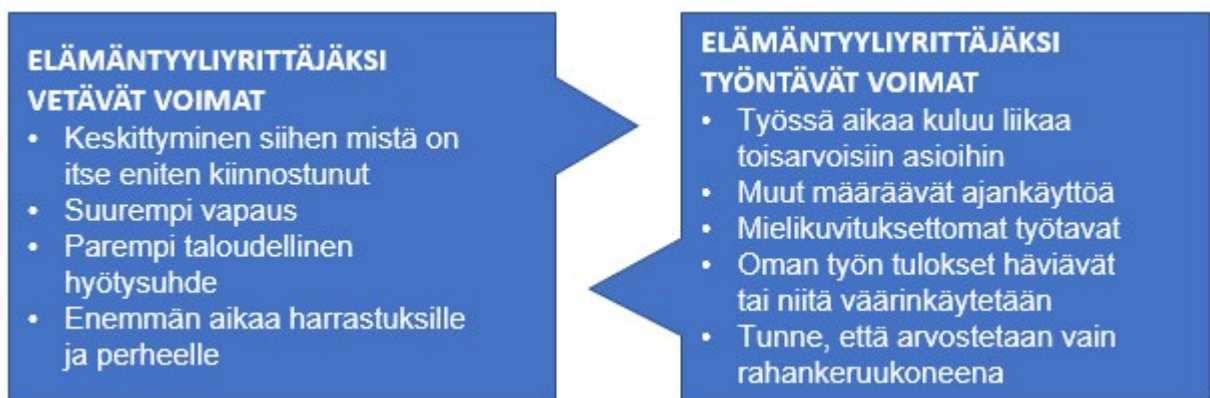 ELÄMÄNTYYLIYRITTÄJÄKSI
VETÄVÄT VOIMAT
• Keskittyminen siihen mistä on
itse eniten kiinnostunut
• Suurempi vapaus
• Parempi taloudellinen
hyötysuhde
• Enemmän aikaa harrastuksille
ja perheelle
ELÄMÄNTYYLIYRITTÄJÄKSI
TYÖNTÄVÄT VOIMAT
• Työssä aikaa kuluu liikaa
toisarvoisiin asioihin
• Muut määräävät ajankäyttöä
• Mielikuvituksettomat työtavat
• Oman työn tulokset häviävät
tai niitä väärinkäytetään
• Tunne, että arvostetaan vain
rahankeruukoneena